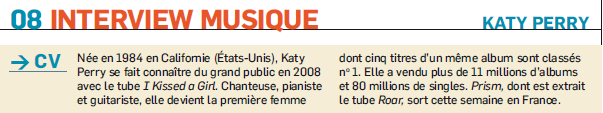 08 INTERVIEW MUSIQUE
KATY PERRY
→ CV
Née en 1984 en Californie (États-Unis), Katy
Perry se fait connaître du grand public en 2008
avec le tube I Kissed a Girl. Chanteuse, pianiste
et guitariste, elle devient la première femme
dont cinq titres d'un même album sont classés
n° 1. Elle a vendu plus de 11 millions d'albums
et 80 millions de singles. Prism, dont est extrait
le tube Roar, sort cette semaine en France.